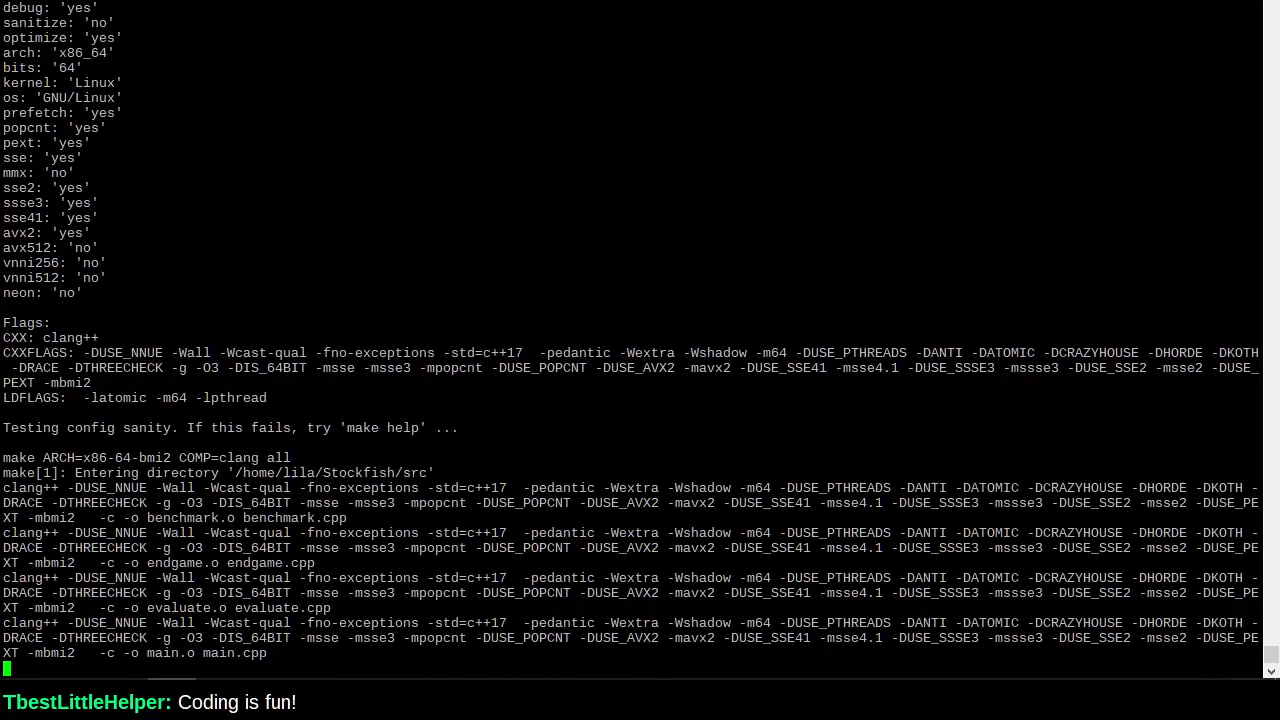 debug: 'yes'
sanitize: 'no'
optimize: 'yes'
arch: 'x86_64'
bits: '64'
kernel: 'Linux'
os: 'GNU/Linux'
prefetch: 'yes'
popcnt: 'yes'
pext: 'yes'
sse: 'yes'
mmx: 'no'
sse2: 'yes'
ssse3: 'yes'
sse41: 'yes'
avx2: 'yes'
avx512: 'no'
vnni256: 'no'
vnni512: 'no'
neon: 'no'

Flags:
CXX: clang++
CXXFLAGS: -DUSE_NNUE -Wall -Wcast-qual -fno-exceptions -std=c++17  -pedantic -Wextra -Wshadow -m64 -DUSE_PTHREADS -DANTI -DATOMIC -DCRAZYHOUSE -DHORDE -DKOTH
 -DRACE -DTHREECHECK -g -O3 -DIS_64BIT -msse -msse3 -mpopcnt -DUSE_POPCNT -DUSE_AVX2 -mavx2 -DUSE_SSE41 -msse4.1 -DUSE_SSSE3 -mssse3 -DUSE_SSE2 -msse2 -DUSE_
PEXT -mbmi2
LDFLAGS:  -latomic -m64 -lpthread

Testing config sanity. If this fails, try 'make help' ...

make ARCH=x86-64-bmi2 COMP=clang all
make[1]: Entering directory '/home/lila/Stockfish/src'
clang++ -DUSE_NNUE -Wall -Wcast-qual -fno-exceptions -std=c++17  -pedantic -Wextra -Wshadow -m64 -DUSE_PTHREADS -DANTI -DATOMIC -DCRAZYHOUSE -DHORDE -DKOTH -
DRACE -DTHREECHECK -g -O3 -DIS_64BIT -msse -msse3 -mpopcnt -DUSE_POPCNT -DUSE_AVX2 -mavx2 -DUSE_SSE41 -msse4.1 -DUSE_SSSE3 -mssse3 -DUSE_SSE2 -msse2 -DUSE_PE
XT -mbmi2   -c -o benchmark.o benchmark.cpp
clang++ -DUSE_NNUE -Wall -Wcast-qual -fno-exceptions -std=c++17  -pedantic -Wextra -Wshadow -m64 -DUSE_PTHREADS -DANTI -DATOMIC -DCRAZYHOUSE -DHORDE -DKOTH -
DRACE -DTHREECHECK -g -O3 -DIS_64BIT -msse -msse3 -mpopcnt -DUSE_POPCNT -DUSE_AVX2 -mavx2 -DUSE_SSE41 -msse4.1 -DUSE_SSSE3 -mssse3 -DUSE_SSE2 -msse2 -DUSE_PE
XT -mbmi2   -c -o endgame.o endgame.cpp
clang++ -DUSE_NNUE -Wall -Wcast-qual -fno-exceptions -std=c++17  -pedantic -Wextra -Wshadow -m64 -DUSE_PTHREADS -DANTI -DATOMIC -DCRAZYHOUSE -DHORDE -DKOTH -
DRACE -DTHREECHECK -g -O3 -DIS_64BIT -msse -msse3 -mpopcnt -DUSE_POPCNT -DUSE_AVX2 -mavx2 -DUSE_SSE41 -msse4.1 -DUSE_SSSE3 -mssse3 -DUSE_SSE2 -msse2 -DUSE_PE
XT -mbmi2   -c -o evaluate.o evaluate.cpp
clang++ -DUSE_NNUE -Wall -Wcast-qual -fno-exceptions -std=c++17  -pedantic -Wextra -Wshadow -m64 -DUSE_PTHREADS -DANTI -DATOMIC -DCRAZYHOUSE -DHORDE -DKOTH -
DRACE -DTHREECHECK -g -O3 -DIS_64BIT -msse -msse3 -mpopcnt -DUSE_POPCNT -DUSE_AVX2 -mavx2 -DUSE_SSE41 -msse4.1 -DUSE_SSSE3 -mssse3 -DUSE_SSE2 -msse2 -DUSE_PE
XT -mbmi2   -c -o main.o main.cpp
TbestLittleHelper: Coding is fun!